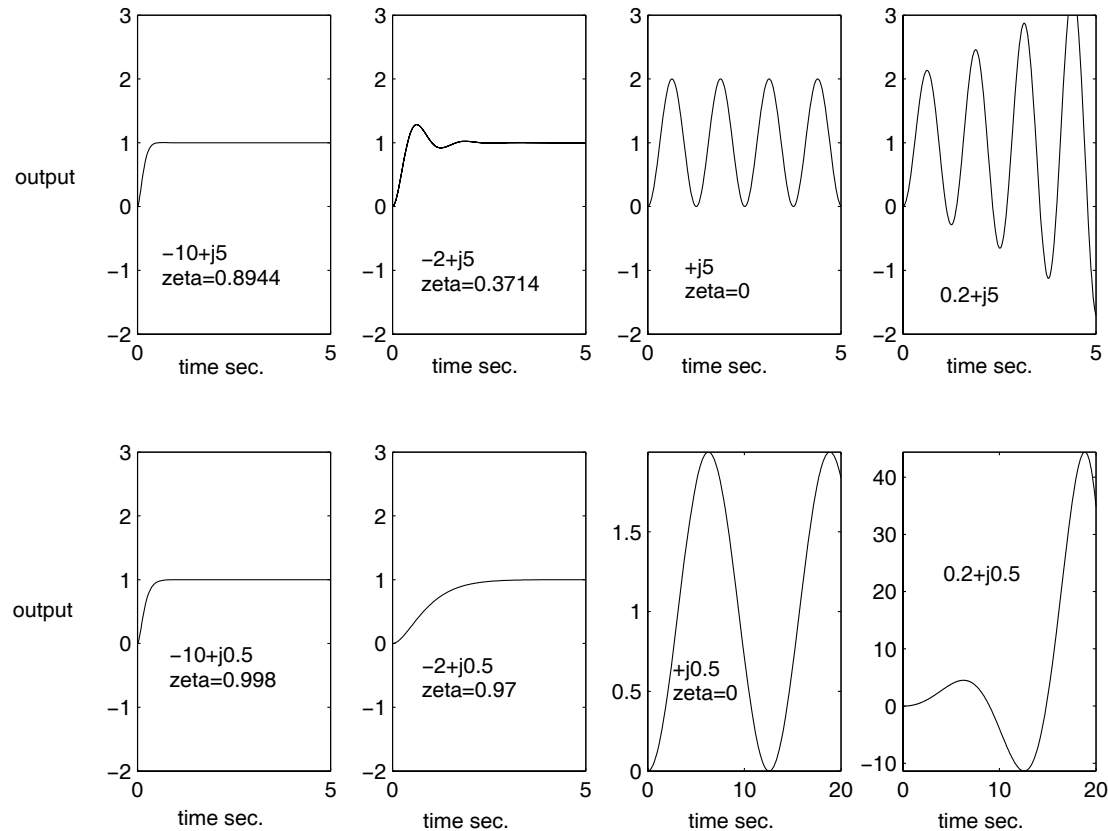 3
2
1
0
−1
−2
output
−10+j5
zeta=0.8944
0
5
time sec.
3
2
1
0
−1
−2
−2+j5
zeta=0.3714
0
5
time sec.
3
2
1
0
−1
−2
+j5
zeta=0
0
5
time sec.
3
2
1
0
−1
−2
0.2+j5
0
5
time sec.
3
2
1
0
−1
−2
output
−10+j0.5
zeta=0.998
0
5
time sec.
3
2
1
0
−1
−2
−2+j0.5
zeta=0.97
0
5
time sec.
1.5
1
0.5
0
+j0.5
zeta=0
0
10
20
time sec.
40
30
20
10
0
−10
0.2+j0.5
0
10
20
time sec.